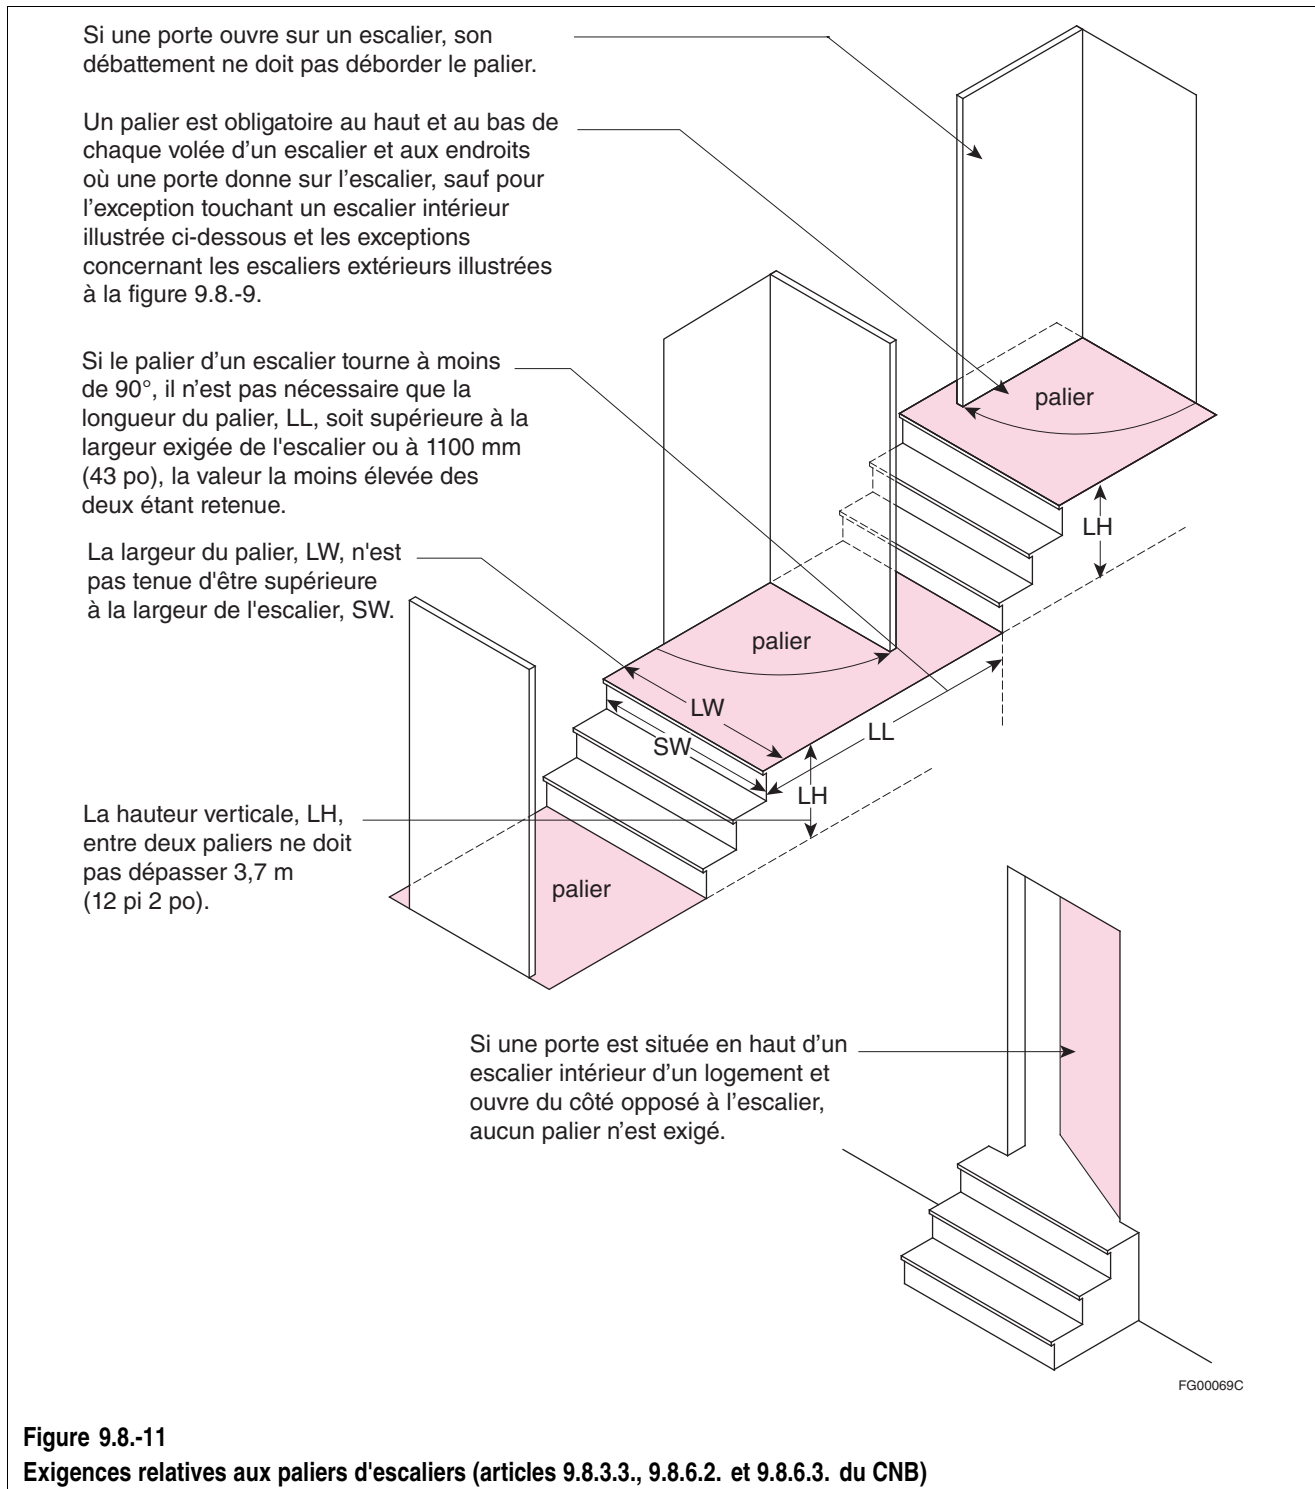 Si une porte ouvre sur un escalier, son
débattement ne doit pas déborder le palier.
Un palier est obligatoire au haut et au bas de
chaque volée d’un escalier et aux endroits
où une porte donne sur l’escalier, sauf pour
l’exception touchant un escalier intérieur
illustrée ci-dessous et les exceptions
concernant les escaliers extérieurs illustrées
à la figure 9.8.-9.
Si le palier d’un escalier tourne à moins
de 90°, il n’est pas nécessaire que la
longueur du palier, LL, soit supérieure à la
largeur exigée de l'escalier ou à 1100 mm
(43 po), la valeur la moins élevée des
deux étant retenue.
La largeur du palier, LW, n'est
pas tenue d'être supérieure
à la largeur de l'escalier, SW.
palier
LH
palier
LW
SW
LL
LH
La hauteur verticale, LH,
entre deux paliers ne doit
pas dépasser 3,7 m
(12 pi 2 po).
palier
Si une porte est située en haut d’un
escalier intérieur d’un logement et
ouvre du côté opposé à l’escalier,
aucun palier n’est exigé.
FG00069C
Figure 9.8.-11
Exigences relatives aux paliers d'escaliers (articles 9.8.3.3., 9.8.6.2. et 9.8.6.3. du CNB)